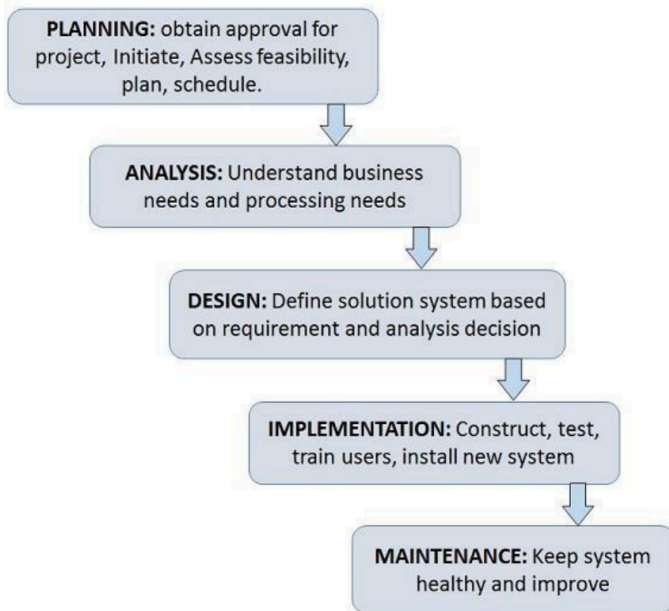 PLANNING: obtain approval for
project, Initiate, Assess feasibility,
plan, schedule.
ANALYSIS: Understand business
needs and processing needs
DESIGN: Define solution system based
on requirement and analysis decision
IMPLEMENTATION: Construct, test,
train users, install new system
MAINTENANCE: Keep system
healthy and improve